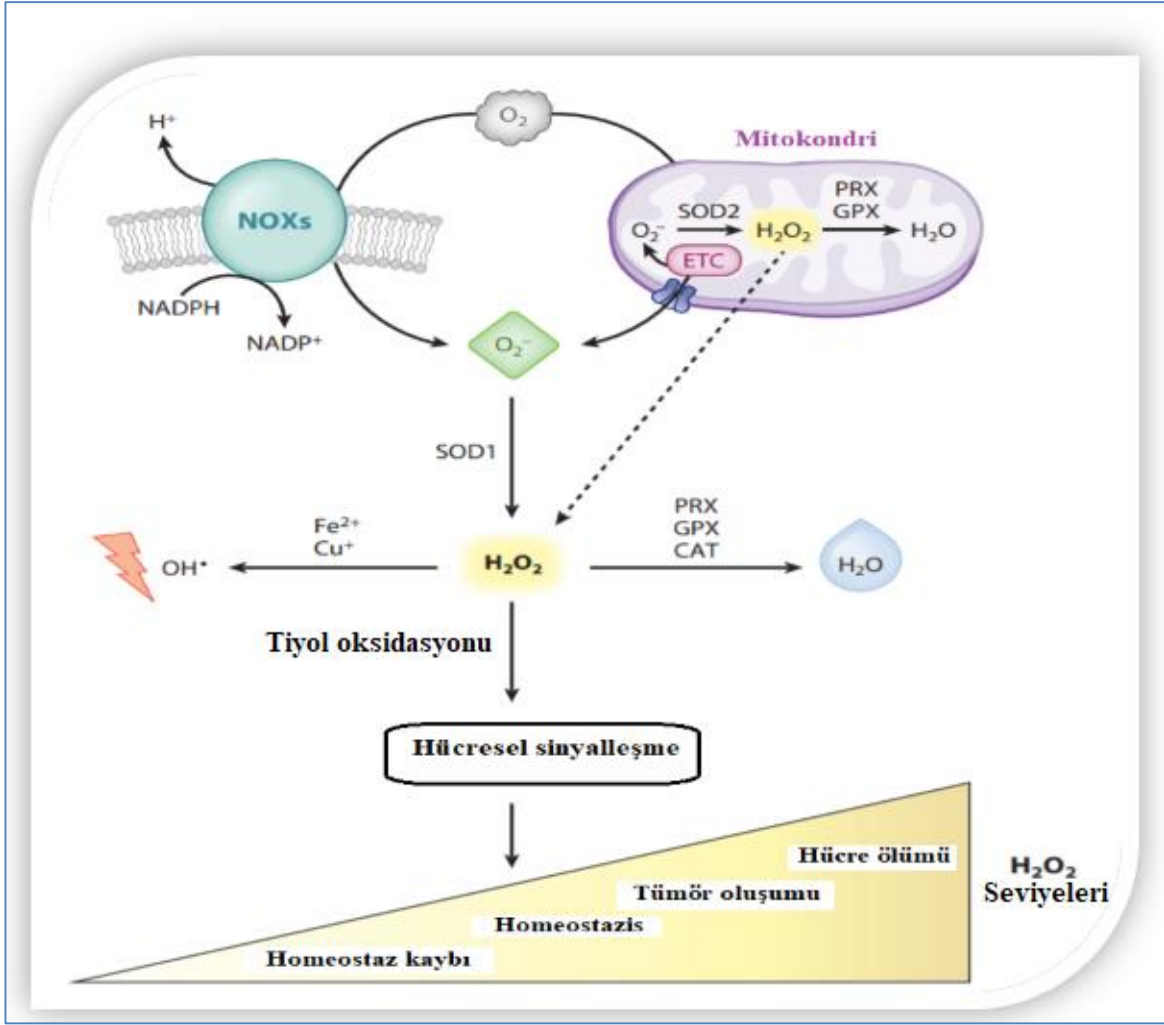 O₂
H⁺
NOXs
NADPH
NADP⁺
Mitokondri
O₂⁻
SOD2
H₂O₂
PRX
GPX
H₂O
ETC
O₂⁻
SOD1
Fe²⁺
Cu⁺
OH•
H₂O₂
PRX
GPX
CAT
H₂O
Tiyol oksidasyonu
Hücresel sinyalleşme
Hücre ölümü
Tümör oluşumu
Homeostazis
Homeostaz kaybı
H₂O₂
Seviyeleri